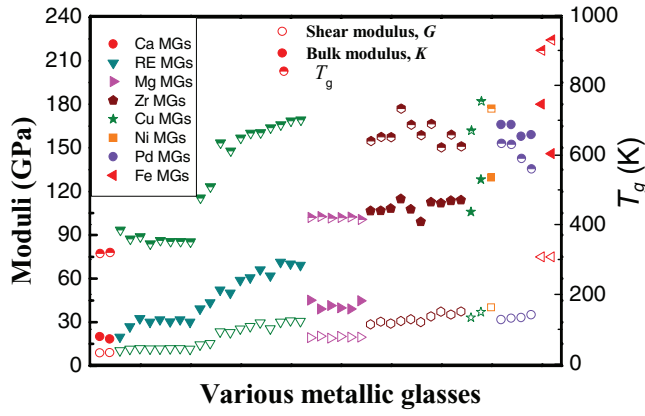 240
210
180
150
120
90
60
30
0
Moduli (GPa)
Ca MGs
RE MGs
Mg MGs
Zr MGs
Cu MGs
Ni MGs
Pd MGs
Fe MGs
Shear modulus, G
Bulk modulus, K
Tg
1000
800
600
400
200
0
Tg (K)
Various metallic glasses